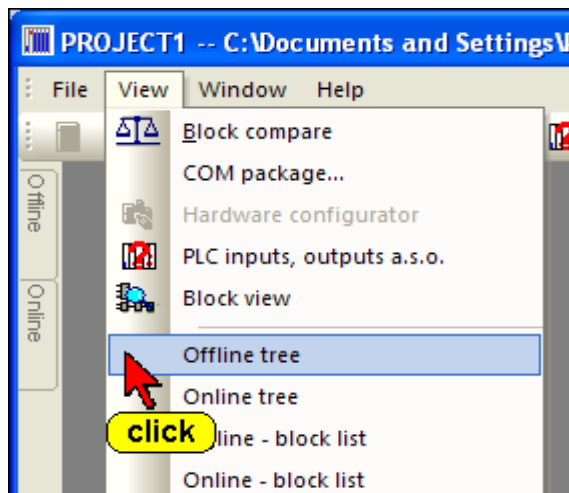 PROJECT1 -- C:\Documents and Settings\
File View Window Help
Block compare
COM package...
Hardware configurator
PLC inputs, outputs a.s.o.
Block view
Offline
Online
Offline tree
Online tree
click
line - block list
Online - block list